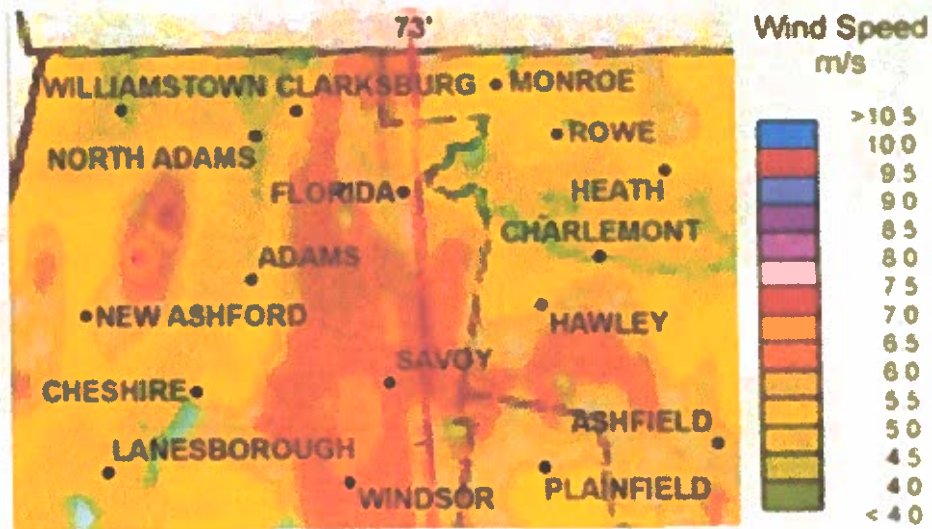 73'
Wind Speed
m/s
WILLIAMSTOWN CLARKSBURG MONROE
NORTH ADAMS
ROWE
FLORIDA
HEATH
CHARLEMONT
ADAMS
NEW ASHFORD
HAWLEY
SAVOY
CHESHIRE
ASHFIELD
LANESBOROUGH
WINDSOR
PLAINFIELD
>10 5
10 0
9 5
9 0
8 5
8 0
7 5
7 0
6 5
6 0
5 5
5 0
4 5
4 0
<4 0